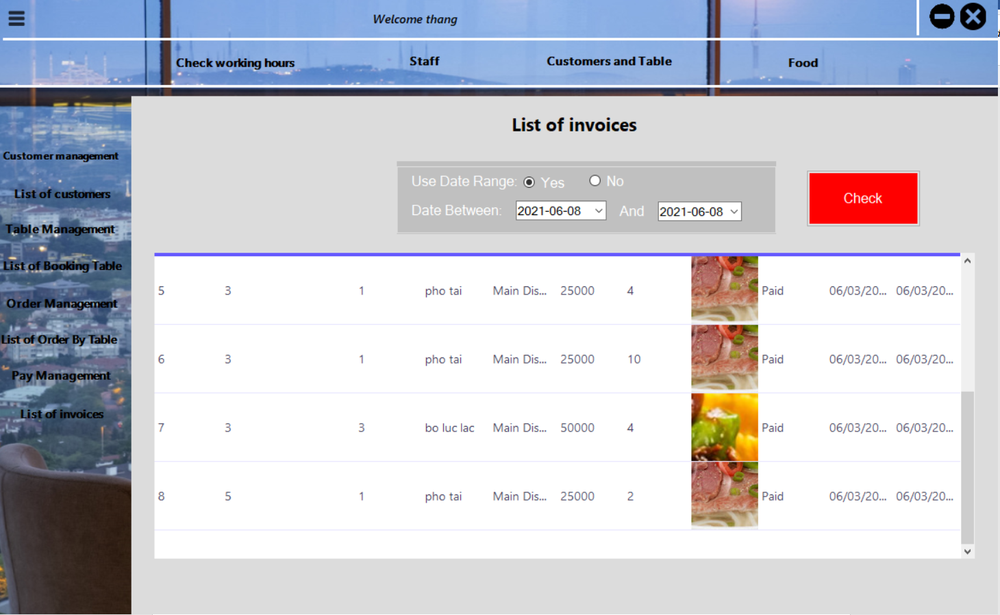 Welcome thang
Check working hours Staff Customers and Table Food
List of invoices
Customer management
List of customers
Table Management
List of Booking Table
Order Management
List of Order By Table
Pay Management
List of invoices
Use Date Range: Yes No
Date Between: 2021-06-08 And 2021-06-08
Check
5 3 1 pho tai Main Dis... 25000 4 Paid 06/03/20... 06/03/20...
6 3 1 pho tai Main Dis... 25000 10 Paid 06/03/20... 06/03/20...
7 3 3 bo luc lac Main Dis... 50000 4 Paid 06/03/20... 06/03/20...
8 5 1 pho tai Main Dis... 25000 2 Paid 06/03/20... 06/03/20...